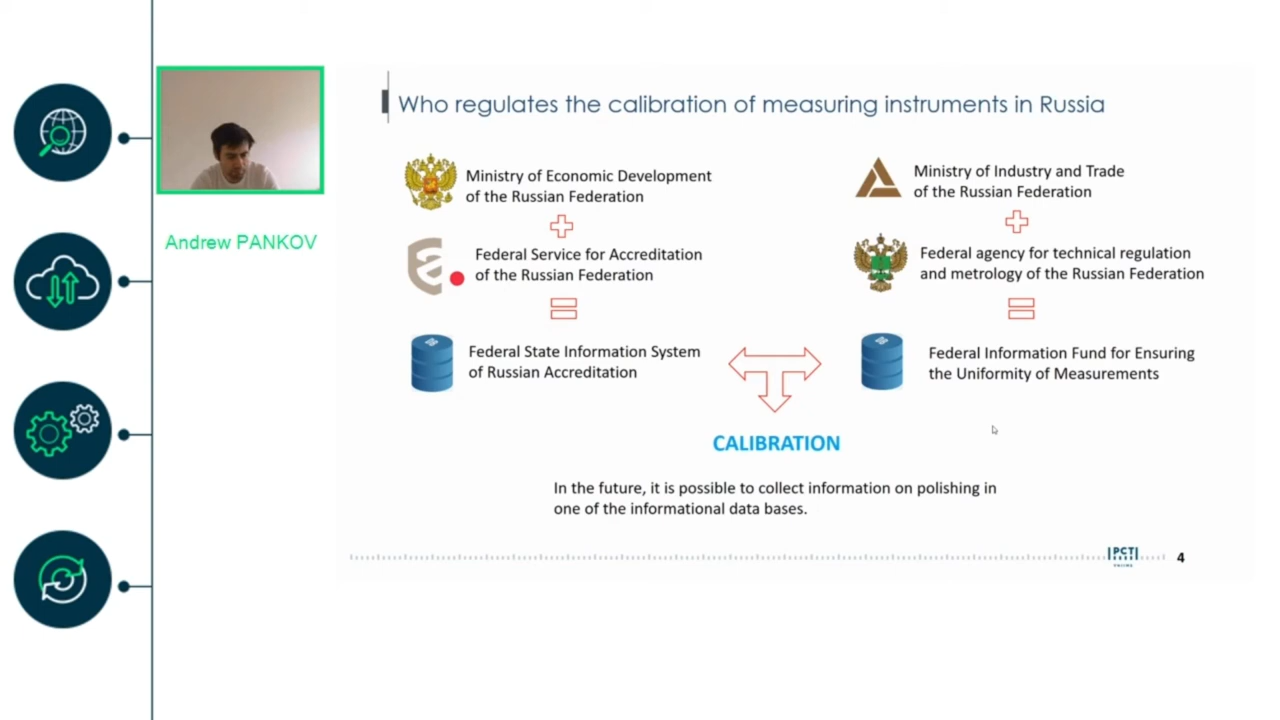 Who regulates the calibration of measuring instruments in Russia
Andrew PANKOV
Ministry of Economic Development
of the Russian Federation
Federal Service for Accreditation
of the Russian Federation
Federal State Information System
of Russian Accreditation
Ministry of Industry and Trade
of the Russian Federation
Federal agency for technical regulation
and metrology of the Russian Federation
Federal Information Fund for Ensuring
the Uniformity of Measurements
CALIBRATION
In the future, it is possible to collect information on polishing in
one of the informational data bases.
РСТ
4